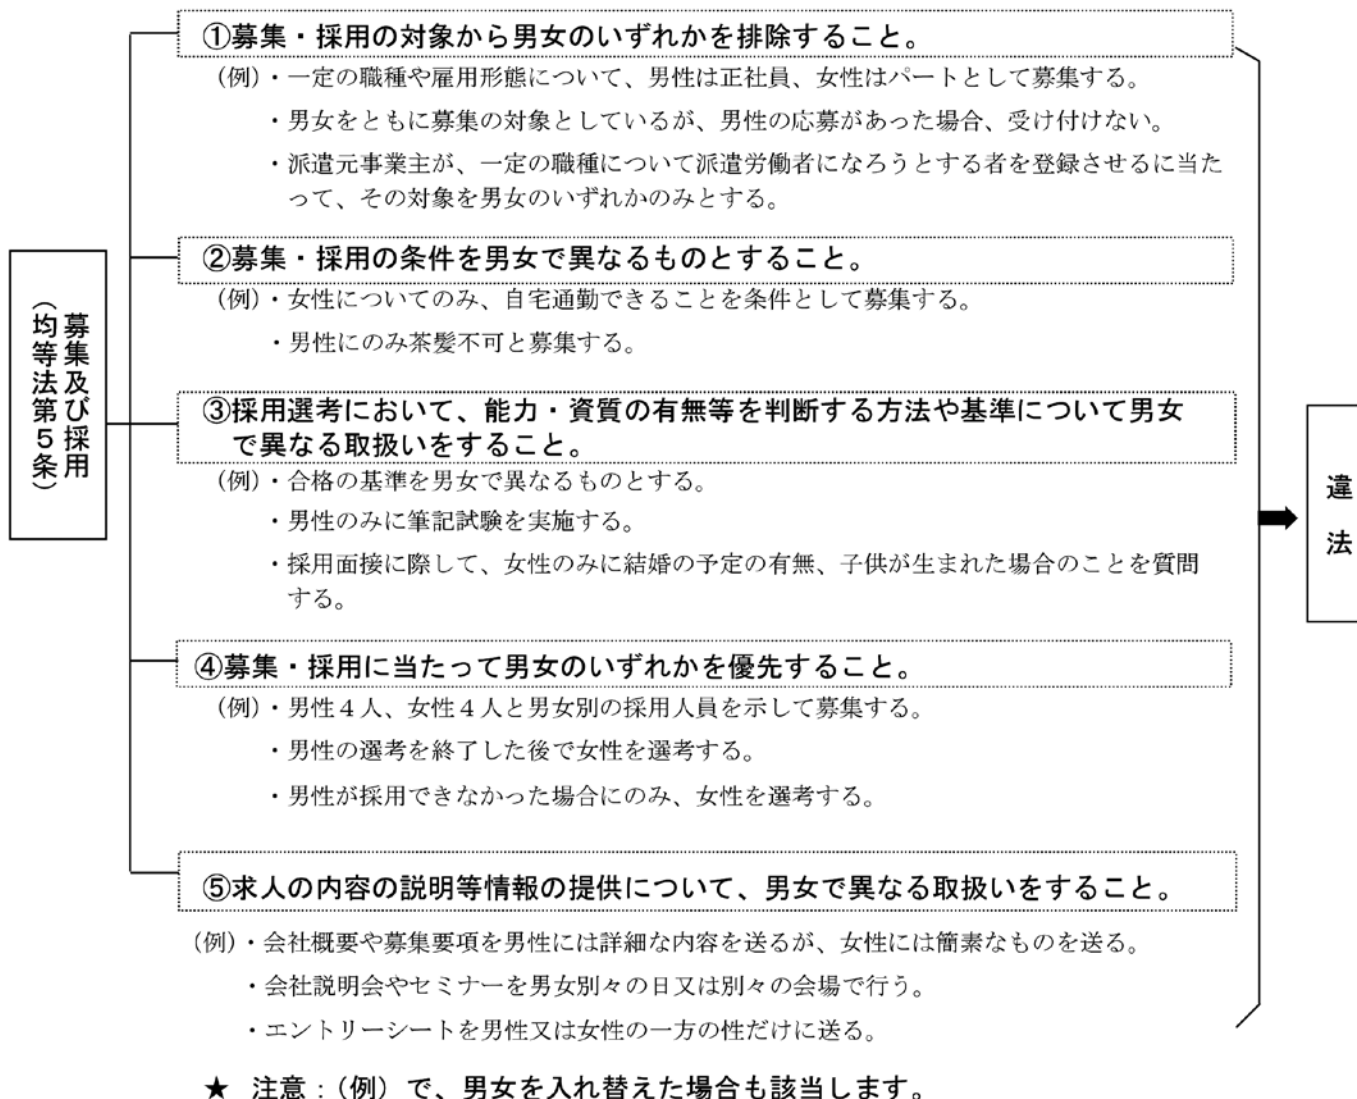 募集及び採用
（均等法第５条）
①募集・採用の対象から男女のいずれかを排除すること。
（例）・一定の職種や雇用形態について、男性は正社員、女性はパートとして募集する。
・男女をともに募集の対象としているが、男性の応募があった場合、受け付けない。
・派遣元事業主が、一定の職種について派遣労働者になろうとする者を登録させるに当た
って、その対象を男女のいずれかのみとする。
②募集・採用の条件を男女で異なるものとすること。
（例）・女性についてのみ、自宅通勤できることを条件として募集する。
・男性にのみ茶髪不可と募集する。
③採用選考において、能力・資質の有無等を判断する方法や基準について男女
で異なる取扱いをすること。
（例）・合格の基準を男女で異なるものとする。
・男性のみに筆記試験を実施する。
・採用面接に際して、女性のみに結婚の予定の有無、子供が生まれた場合のことを質問
する。
④募集・採用に当たって男女のいずれかを優先すること。
（例）・男性４人、女性４人と男女別の採用人員を示して募集する。
・男性の選考を終了した後で女性を選考する。
・男性が採用できなかった場合にのみ、女性を選考する。
⑤求人の内容の説明等情報の提供について、男女で異なる取扱いをすること。
（例）・会社概要や募集要項を男性には詳細な内容を送るが、女性には簡素なものを送る。
・会社説明会やセミナーを男女別々の日又は別々の会場で行う。
・エントリーシートを男性又は女性の一方の性だけに送る。
違法
★　注意：（例）で、男女を入れ替えた場合も該当します。